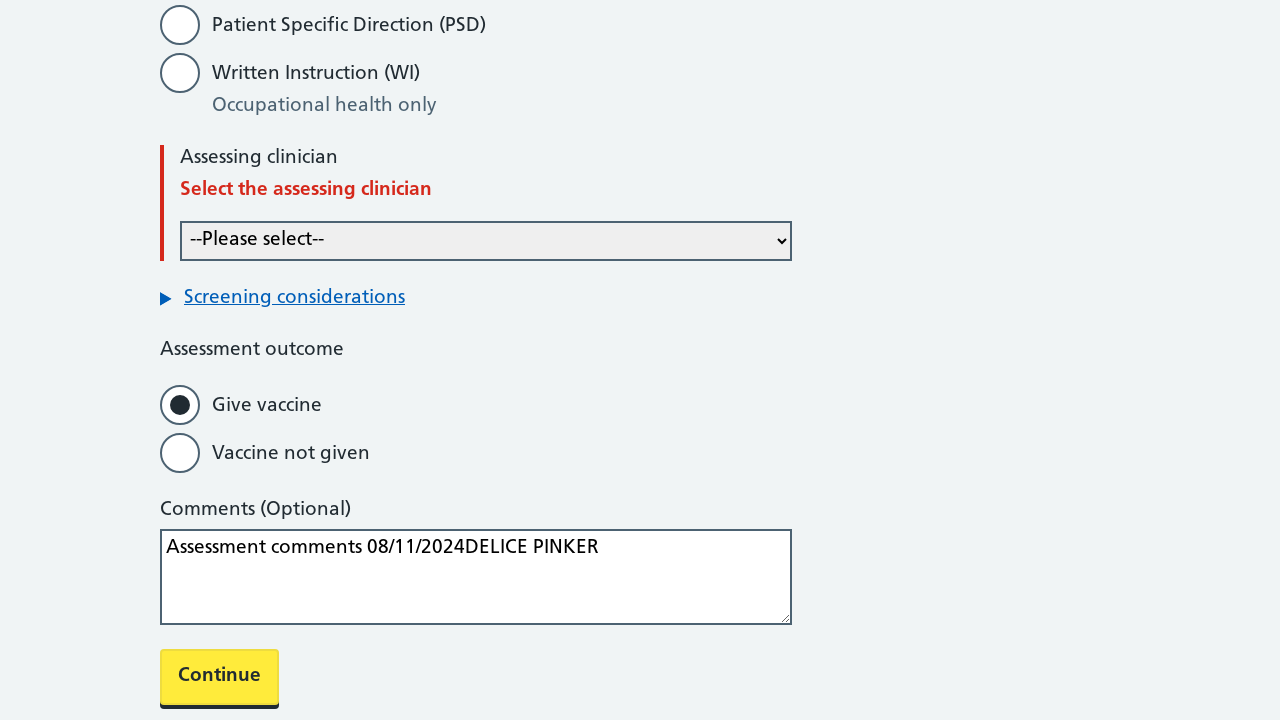 Patient Specific Direction (PSD)
Written Instruction (WI)
Occupational health only
Assessing clinician
Select the assessing clinician
--Please select--
Screening considerations
Assessment outcome
Give vaccine
Vaccine not given
Comments (Optional)
Assessment comments 08/11/2024DELICE PINKER
Continue